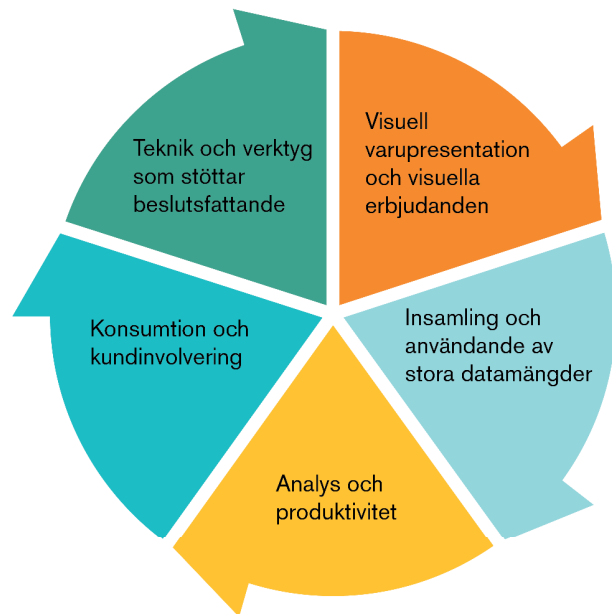 Visuell
varupresentation
och visuella
erbjudanden
Insamling och
användande av
stora datamängder
Analys och
produktivitet
Konsumtion och
kundinvolvering
Teknik och verktyg
som stöttar
beslutsfattande